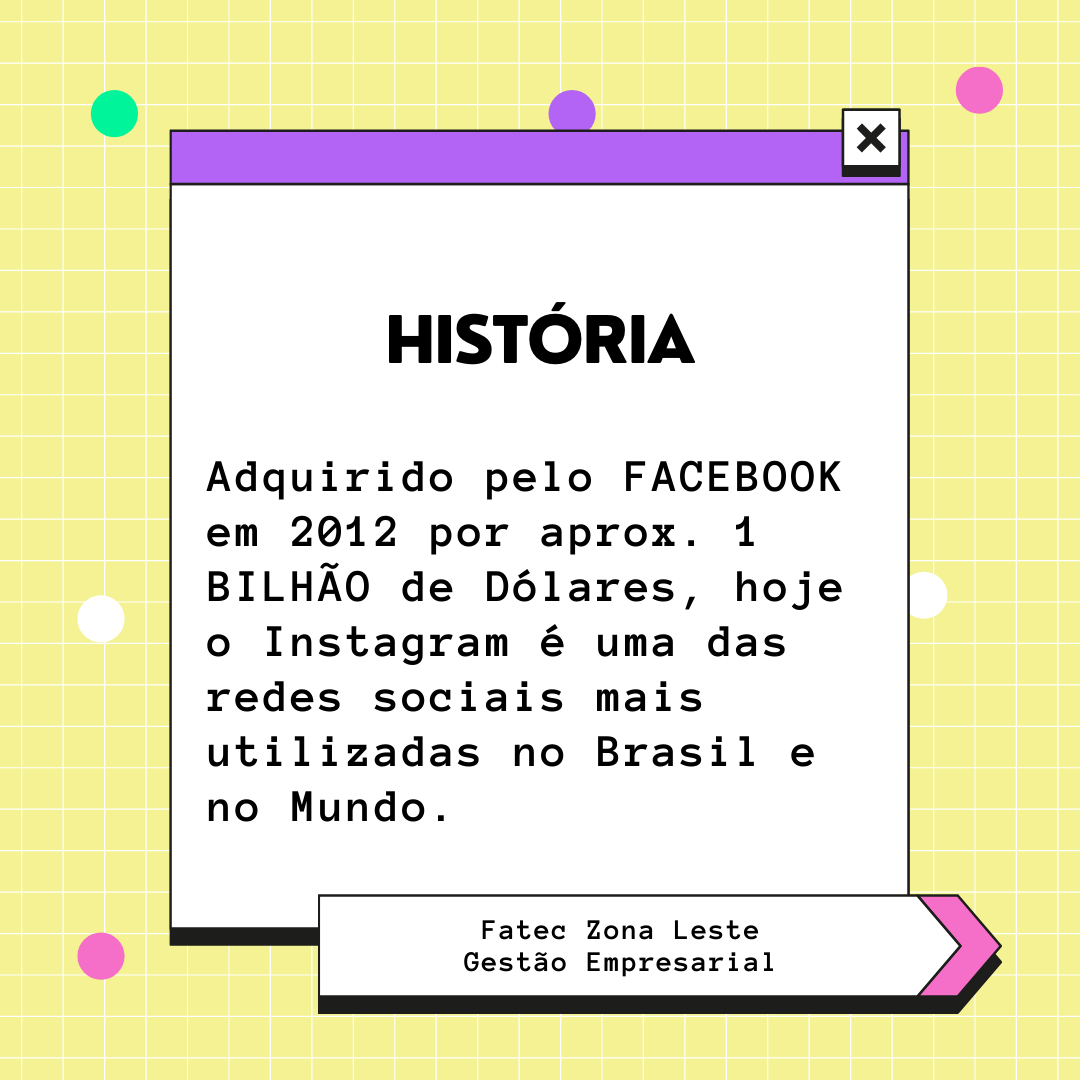 HISTÓRIA
Adquirido pelo FACEBOOK
em 2012 por aprox. 1
BILHÃO de Dólares, hoje
o Instagram é uma das
redes sociais mais
utilizadas no Brasil e
no Mundo.
Fatec Zona Leste
Gestão Empresarial